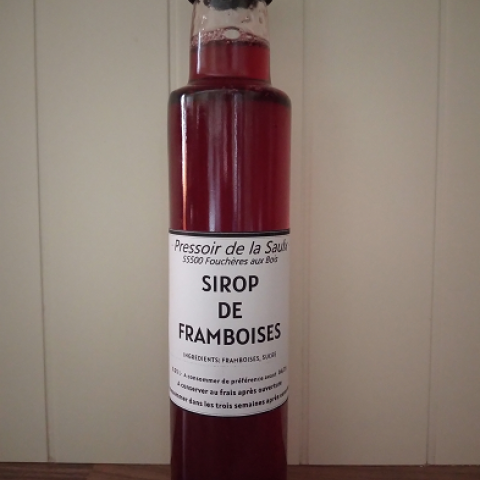 Pressoir de la Saulx
55500 Fouchères aux Bois
SIROP
DE
FRAMBOISES
INGRÉDIENTS: FRAMBOISES, SUCRE
A consommer de préférence avant
A conserver au frais après ouverture
dans les trois semaines après